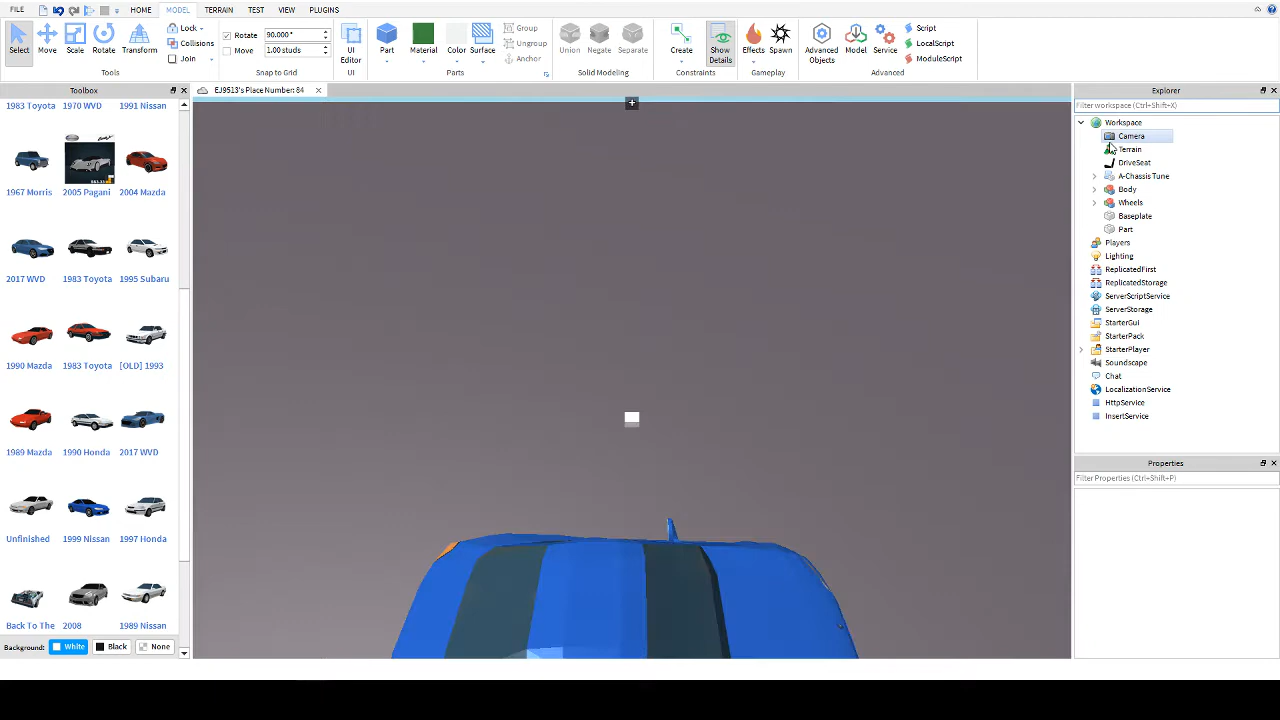 FILE
HOME
MODEL
TERRAIN
TEST
VIEW
PLUGINS
Select
Move
Scale
Rotate
Transform
Lock
Collisions
Join
Tools
Rotate
90.000°
Move
1.00 studs
Snap to Grid
UI
Editor
UI
Part
Material
Color
Surface
Group
Ungroup
Anchor
Parts
Union
Negate
Separate
Solid Modeling
Create
Show
Details
Constraints
Effects
Spawn
Gameplay
Advanced
Objects
Model
Service
Script
LocalScript
ModuleScript
Advanced
Toolbox
EJ9513's Place Number: 84
Explorer
Filter workspace (Ctrl+Shift+X)
1983 Toyota
1970 WVD
1991 Nissan
1967 Morris
2005 Pagani
2004 Mazda
2017 WVD
1983 Toyota
1995 Subaru
1990 Mazda
1983 Toyota
[OLD] 1993
1989 Mazda
1990 Honda
2017 WVD
Unfinished
1999 Nissan
1997 Honda
Back To The
2008
1989 Nissan
Background:
White
Black
None
Workspace
Camera
Terrain
DriveSeat
A-Chassis Tune
Body
Wheels
Baseplate
Part
Players
Lighting
ReplicatedFirst
ReplicatedStorage
ServerScriptService
ServerStorage
StarterGui
StarterPack
StarterPlayer
Soundscape
Chat
LocalizationService
HttpService
InsertService
Properties
Filter Properties (Ctrl+Shift+P)